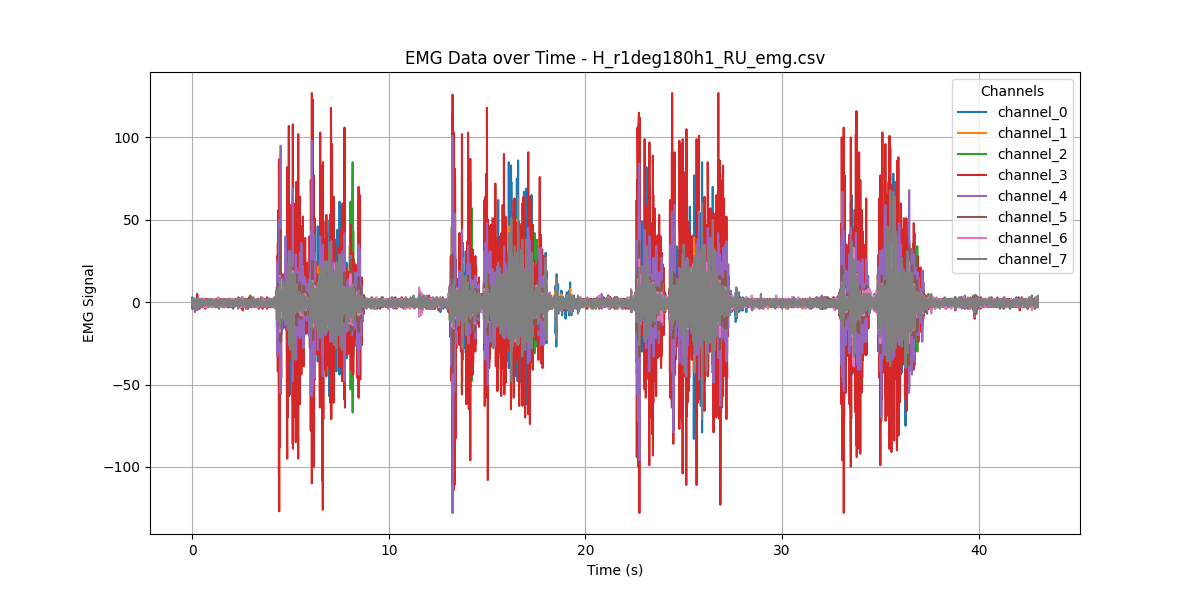 EMG Data over Time - H_r1deg180h1_RU_emg.csv
Channels
channel_0
channel_1
channel_2
channel_3
channel_4
channel_5
channel_6
channel_7
EMG Signal
100
50
0
−50
−100
0 10 20 30 40
Time (s)